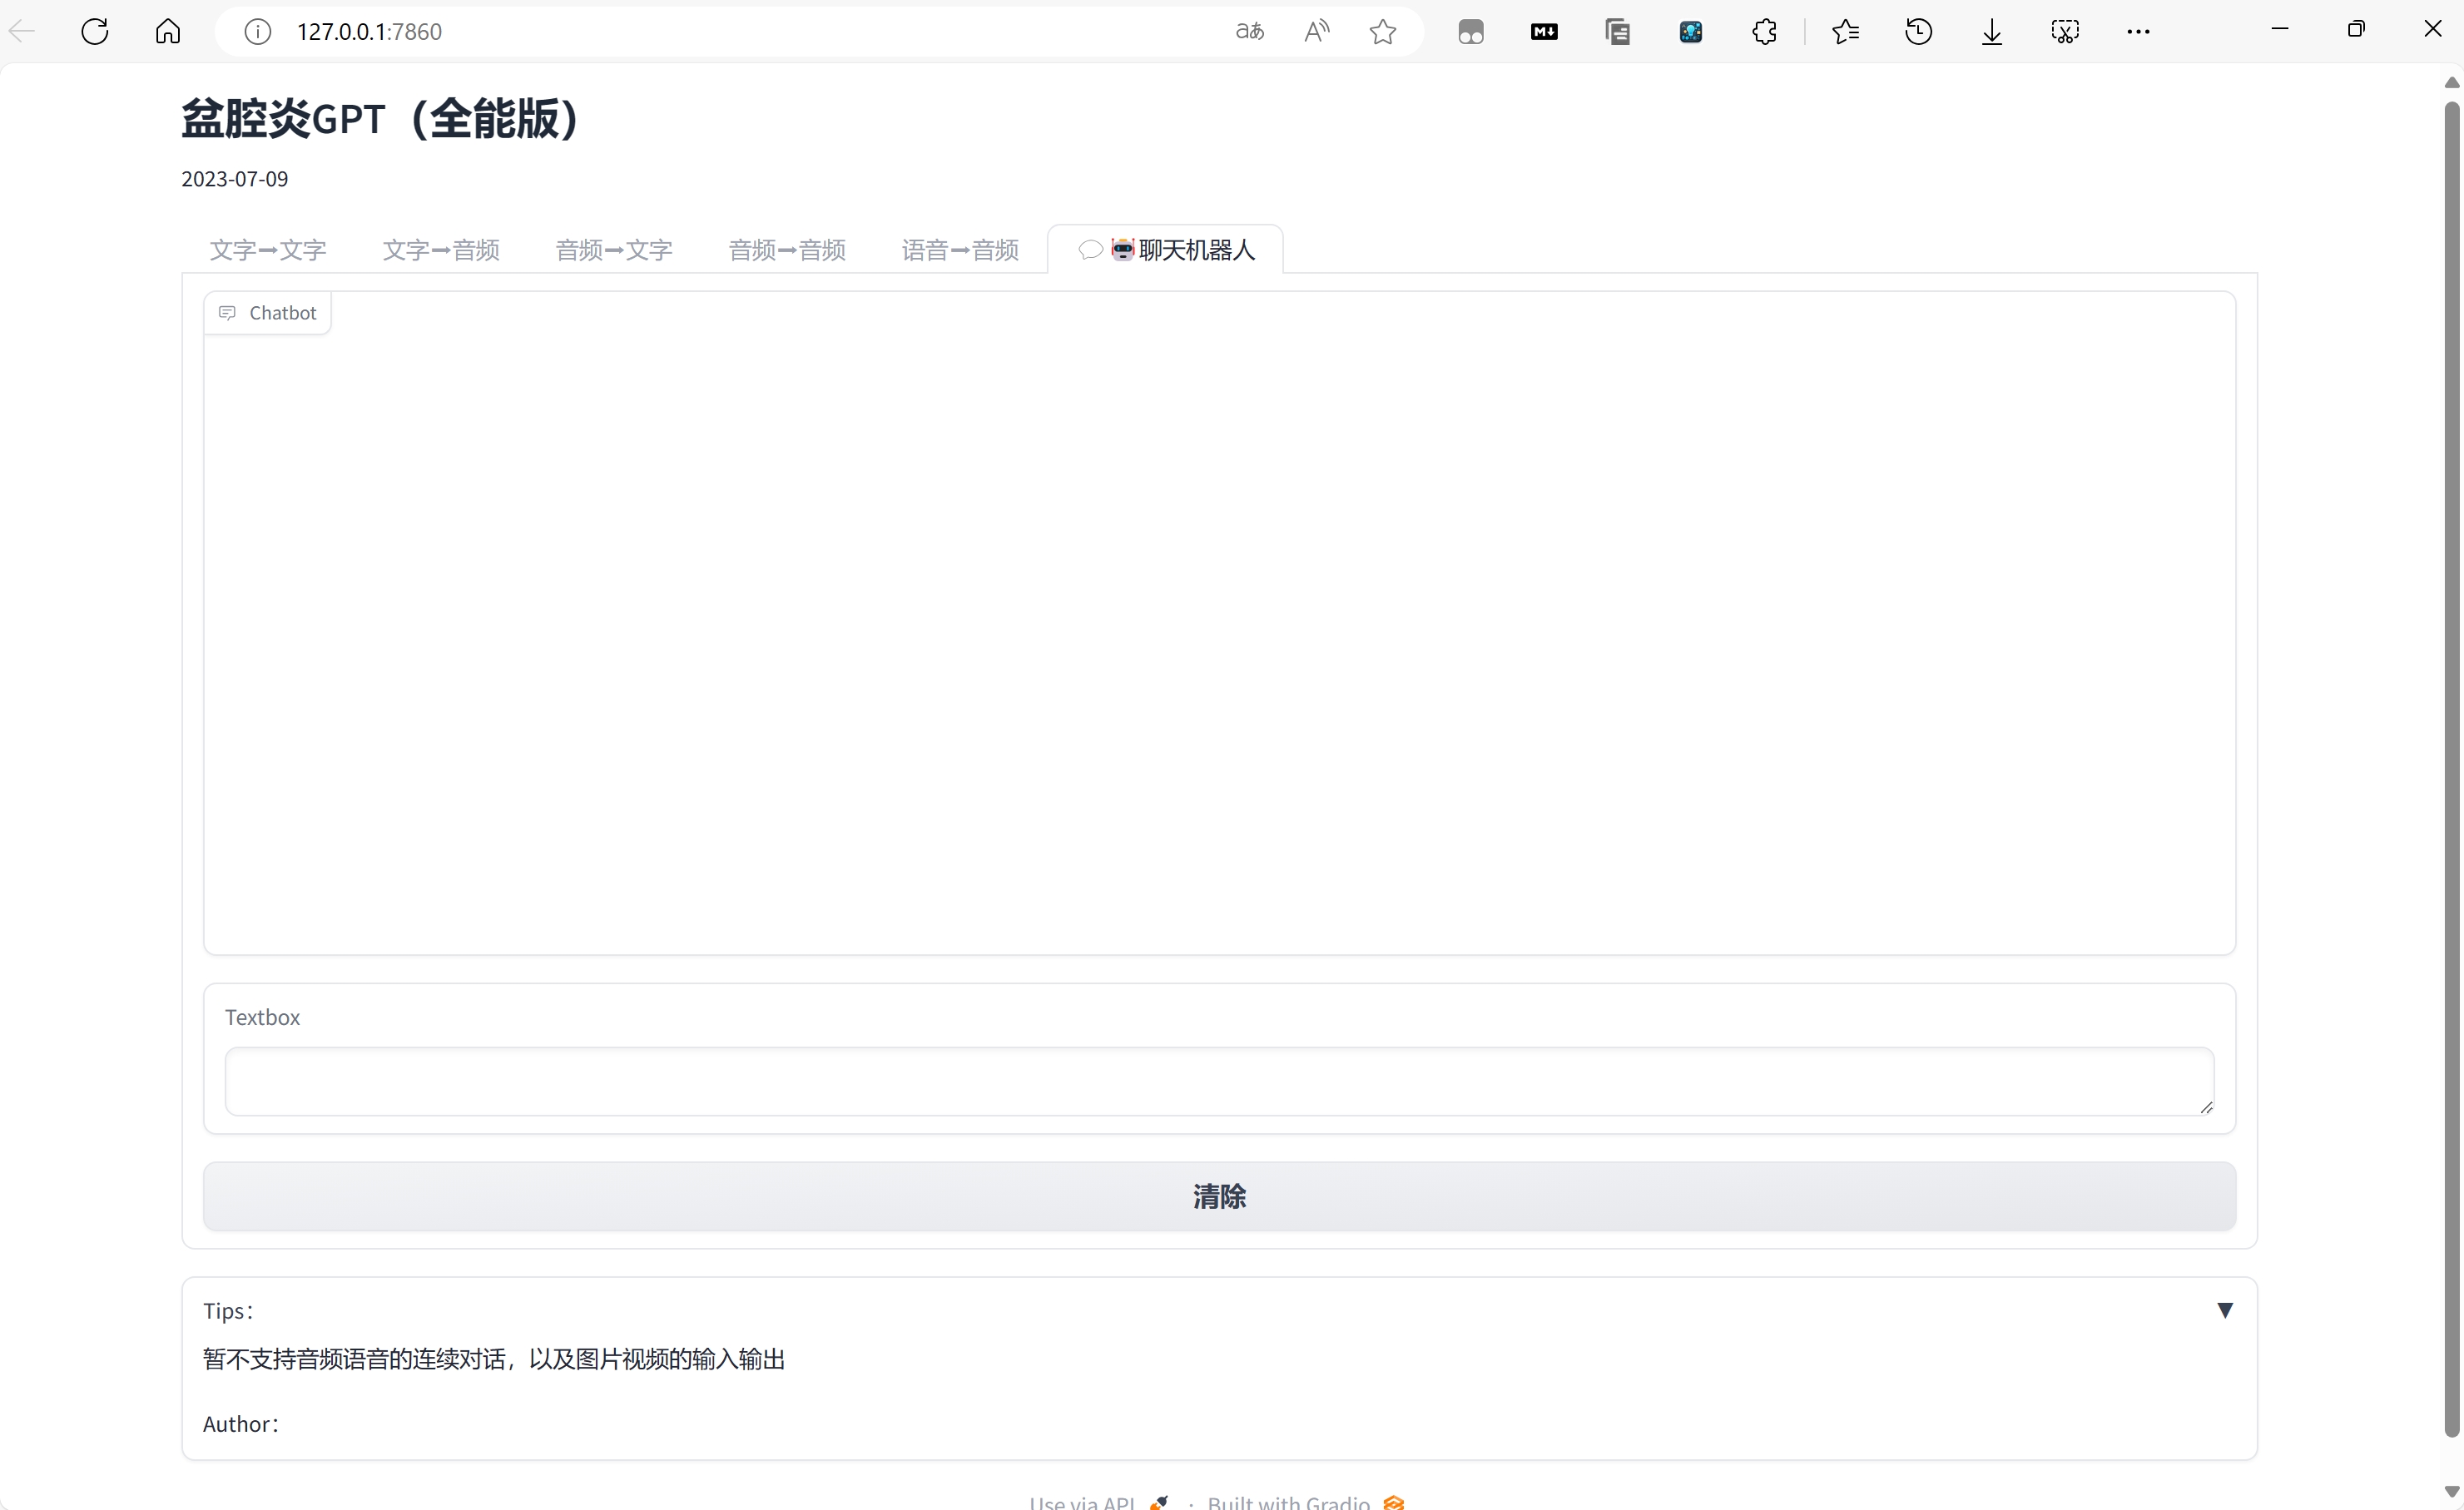 127.0.0.1:7860
盆腔炎GPT（全能版）
2023-07-09
文字➡文字 文字➡音频 音频➡文字 音频➡音频 语音➡音频 💬🤖聊天机器人
Chatbot
Textbox
清除
Tips： ▼
暂不支持音频语音的连续对话，以及图片视频的输入输出
Author：
Use via API · Built with Gradio